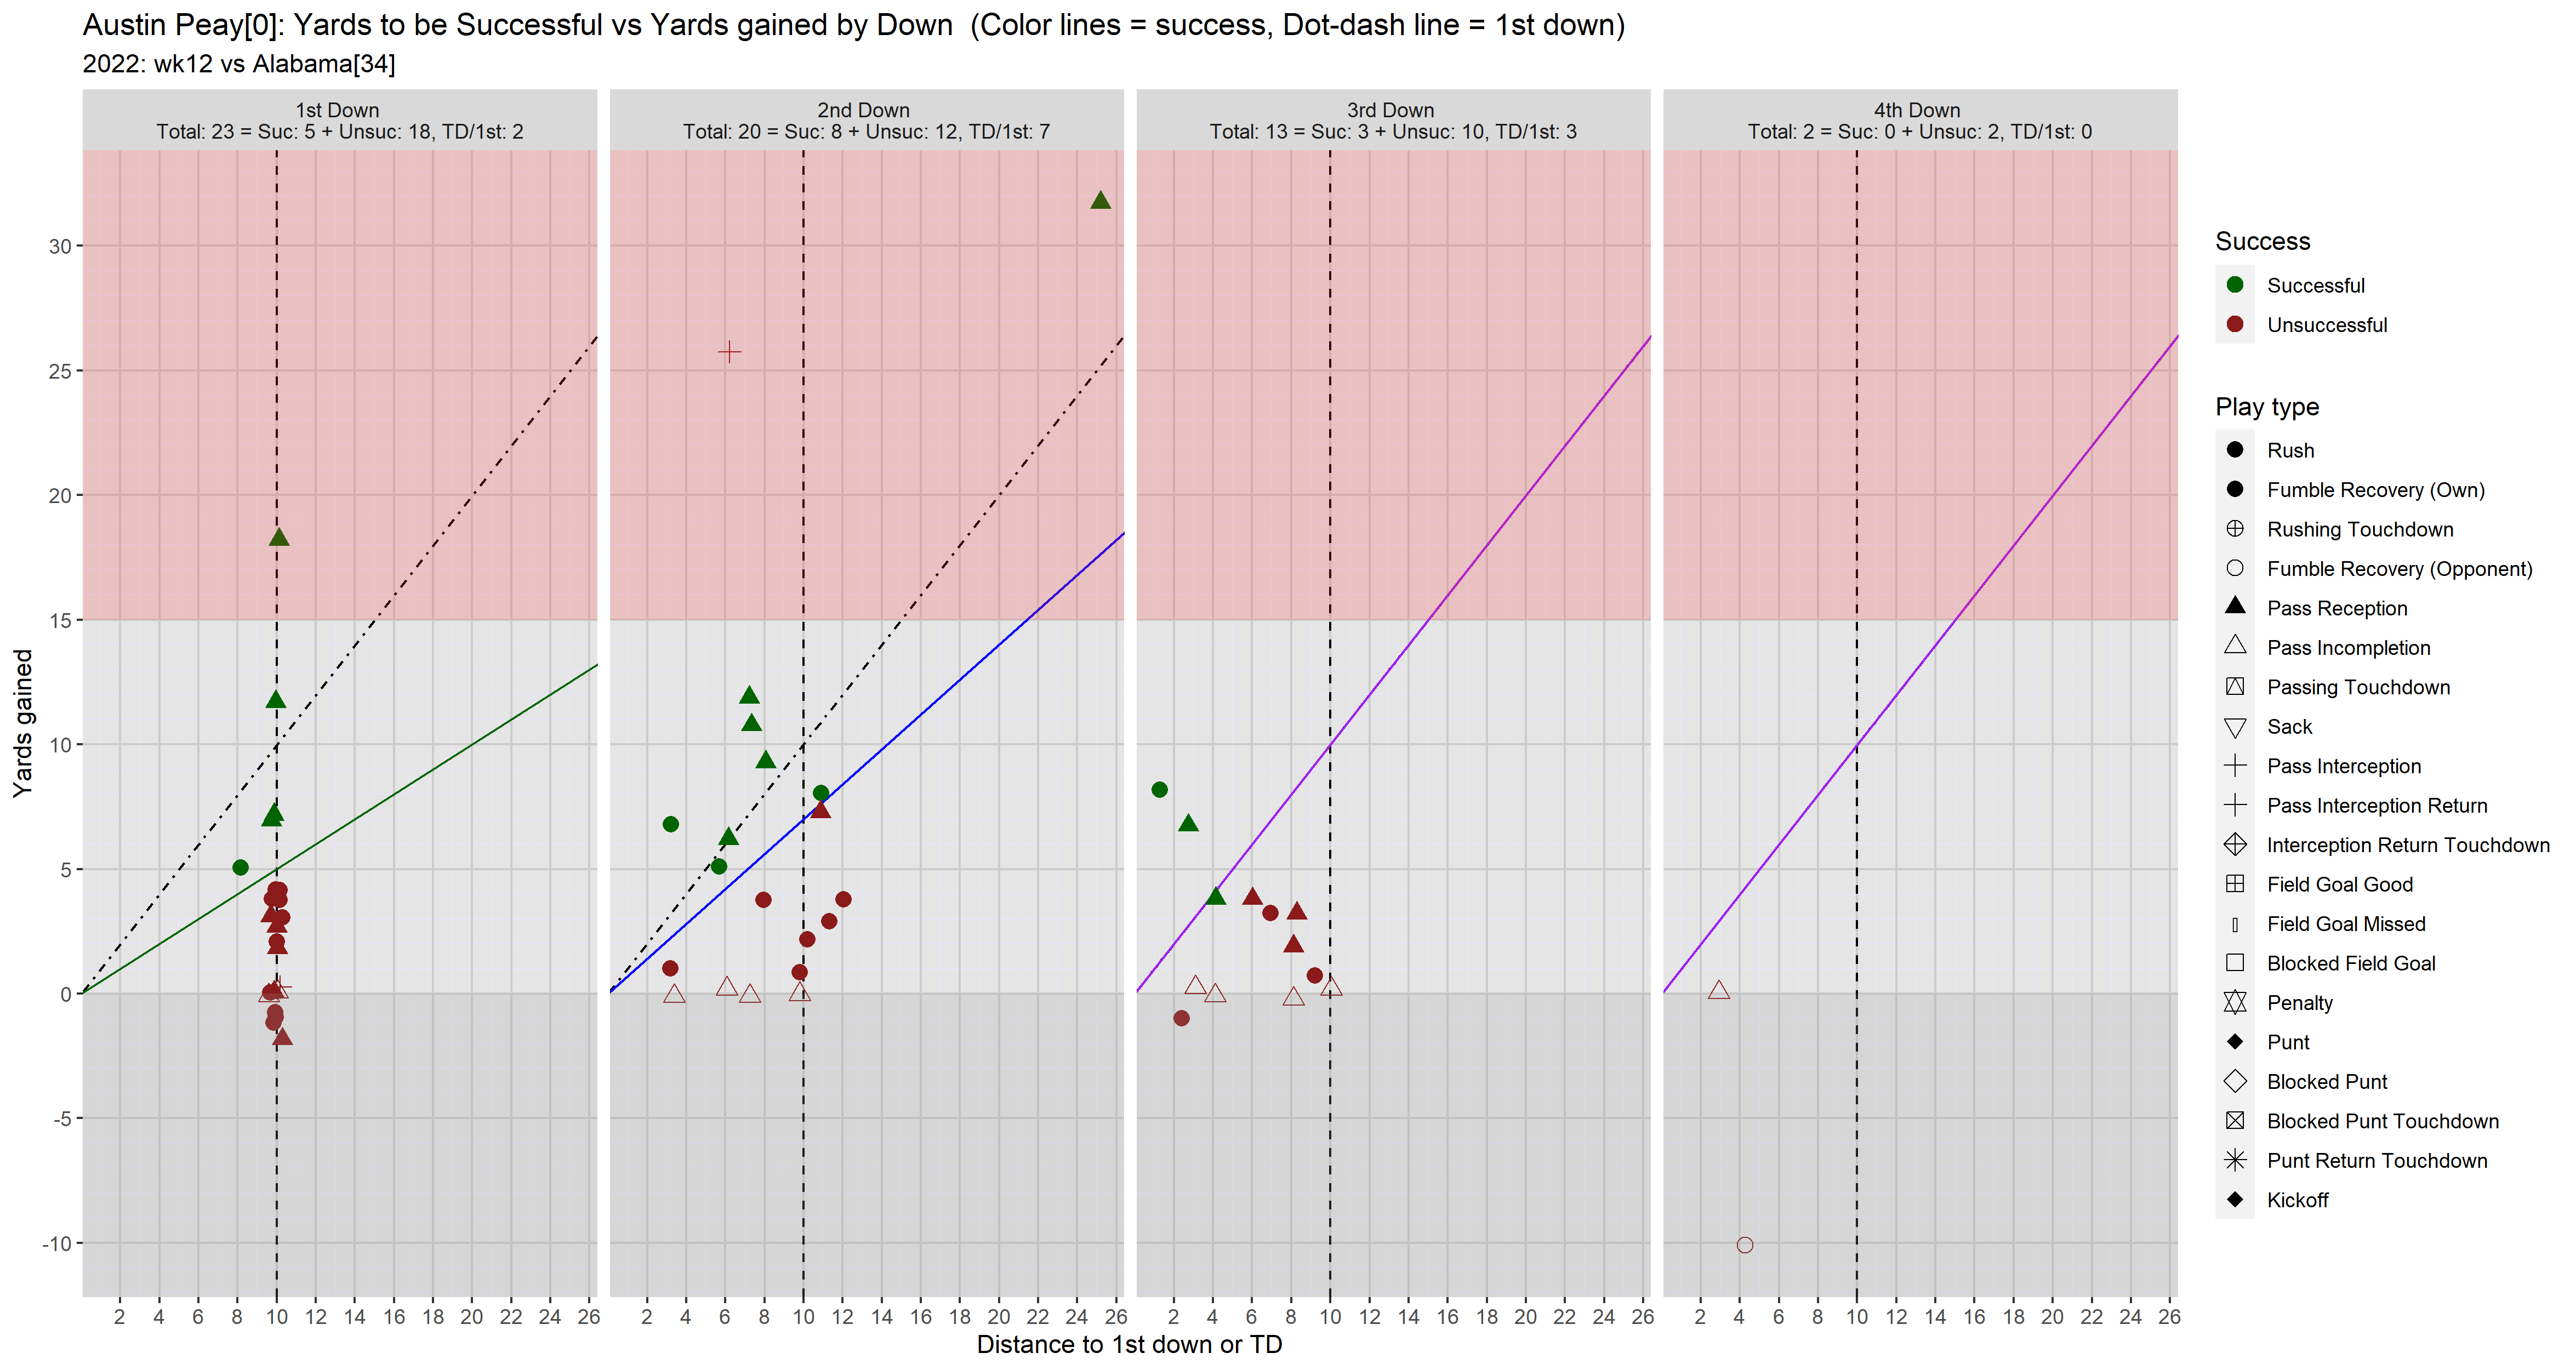 Austin Peay[0]: Yards to be Successful vs Yards gained by Down  (Color lines = success, Dot-dash line = 1st down)
2022: wk12 vs Alabama[34]
1st Down
Total: 23 = Suc: 5 + Unsuc: 18, TD/1st: 2
2nd Down
Total: 20 = Suc: 8 + Unsuc: 12, TD/1st: 7
3rd Down
Total: 13 = Suc: 3 + Unsuc: 10, TD/1st: 3
4th Down
Total: 2 = Suc: 0 + Unsuc: 2, TD/1st: 0
Yards gained
30
25
20
15
10
5
0
-5
-10
2 4 6 8 10 12 14 16 18 20 22 24 26
2 4 6 8 10 12 14 16 18 20 22 24 26
2 4 6 8 10 12 14 16 18 20 22 24 26
2 4 6 8 10 12 14 16 18 20 22 24 26
Distance to 1st down or TD
Success
Successful
Unsuccessful
Play type
Rush
Fumble Recovery (Own)
Rushing Touchdown
Fumble Recovery (Opponent)
Pass Reception
Pass Incompletion
Passing Touchdown
Sack
Pass Interception
Pass Interception Return
Interception Return Touchdown
Field Goal Good
Field Goal Missed
Blocked Field Goal
Penalty
Punt
Blocked Punt
Blocked Punt Touchdown
Punt Return Touchdown
Kickoff